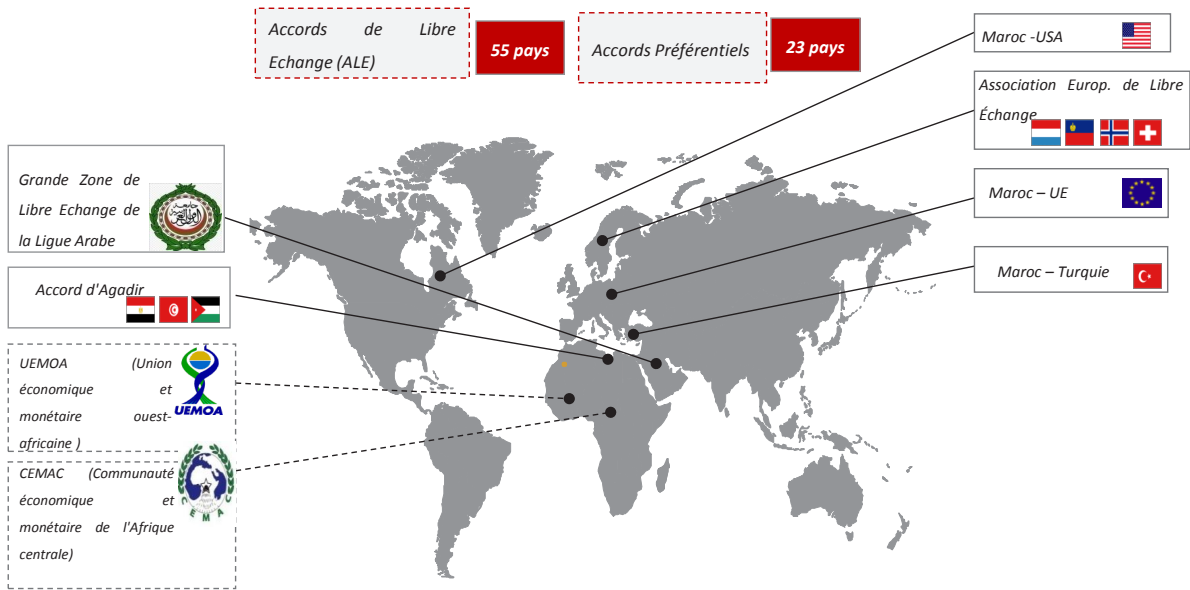 Accords de Libre
Echange (ALE)
55 pays
Accords Préférentiels
23 pays
Maroc -USA
Association Europ. de Libre
Échange
Maroc – UE
Maroc – Turquie
Grande Zone de
Libre Echange de
la Ligue Arabe
Accord d'Agadir
UEMOA (Union
économique et
monétaire ouest-
africaine )
UEMOA
CEMAC (Communauté
économique et
monétaire de l'Afrique
centrale)
CEMAC